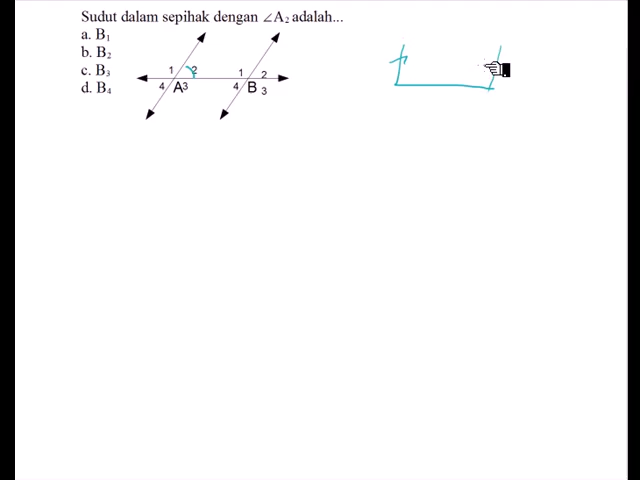 Sudut dalam sepihak dengan ∠A₂ adalah...
a. B₁
b. B₂
c. B₃
d. B₄
1 2 1 2
4 A 3 4 B 3